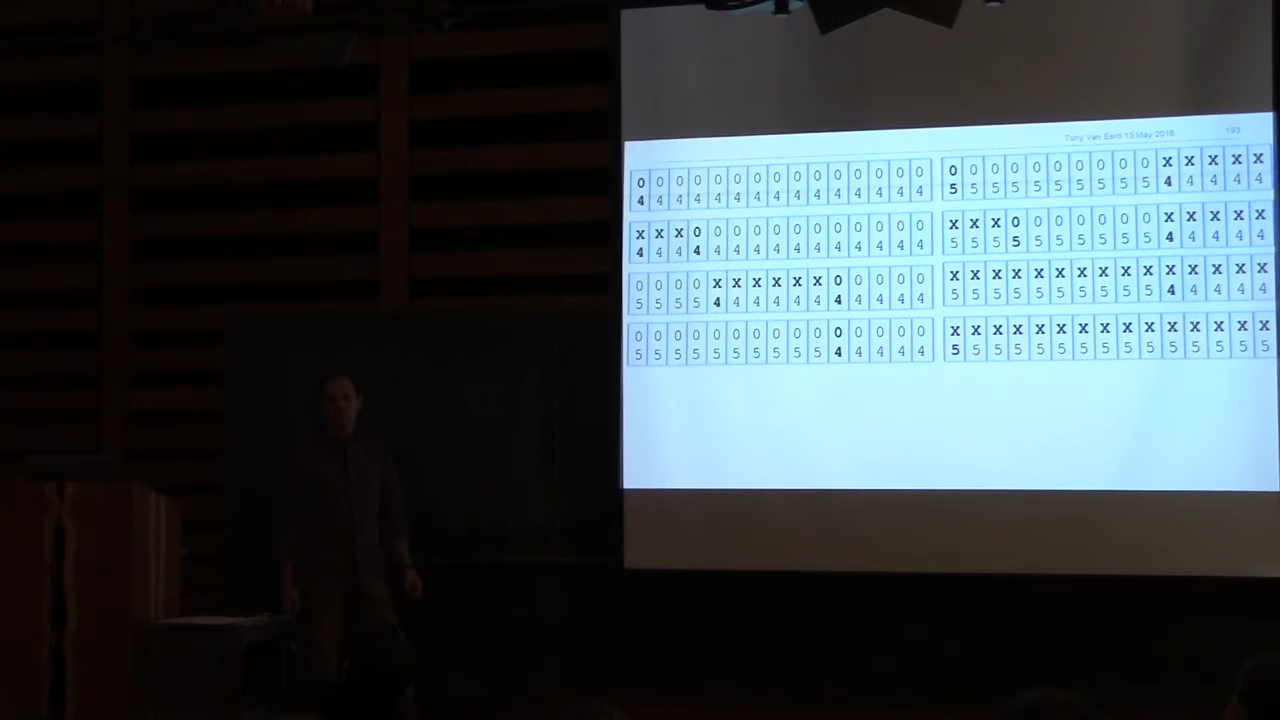 Tony Van Eerd 13 May 2016 193
0 0 0 0 0 0 0 0 0 0 0 0 0 0 0 0 0 0 0 0 0 0 0 0 0 X X X X X
4 4 4 4 4 4 4 4 4 4 4 4 4 4 4 5 5 5 5 5 5 5 5 5 5 4 4 4 4 4
X X X 0 0 0 0 0 0 0 0 0 0 0 0 X X X 0 0 0 0 0 0 0 X X X X X
4 4 4 4 4 4 4 4 4 4 4 4 4 4 4 5 5 5 5 5 5 5 5 5 5 4 4 4 4 4
0 0 0 0 X X X X X X 0 0 0 0 0 X X X X X X X X X X X X X X X
5 5 5 5 4 4 4 4 4 4 4 4 4 4 4 5 5 5 5 5 5 5 5 5 5 4 4 4 4 4
0 0 0 0 0 0 0 0 0 0 0 0 0 0 0 X X X X X X X X X X X X X X X
5 5 5 5 5 5 5 5 5 5 4 4 4 4 4 5 5 5 5 5 5 5 5 5 5 5 5 5 5 5